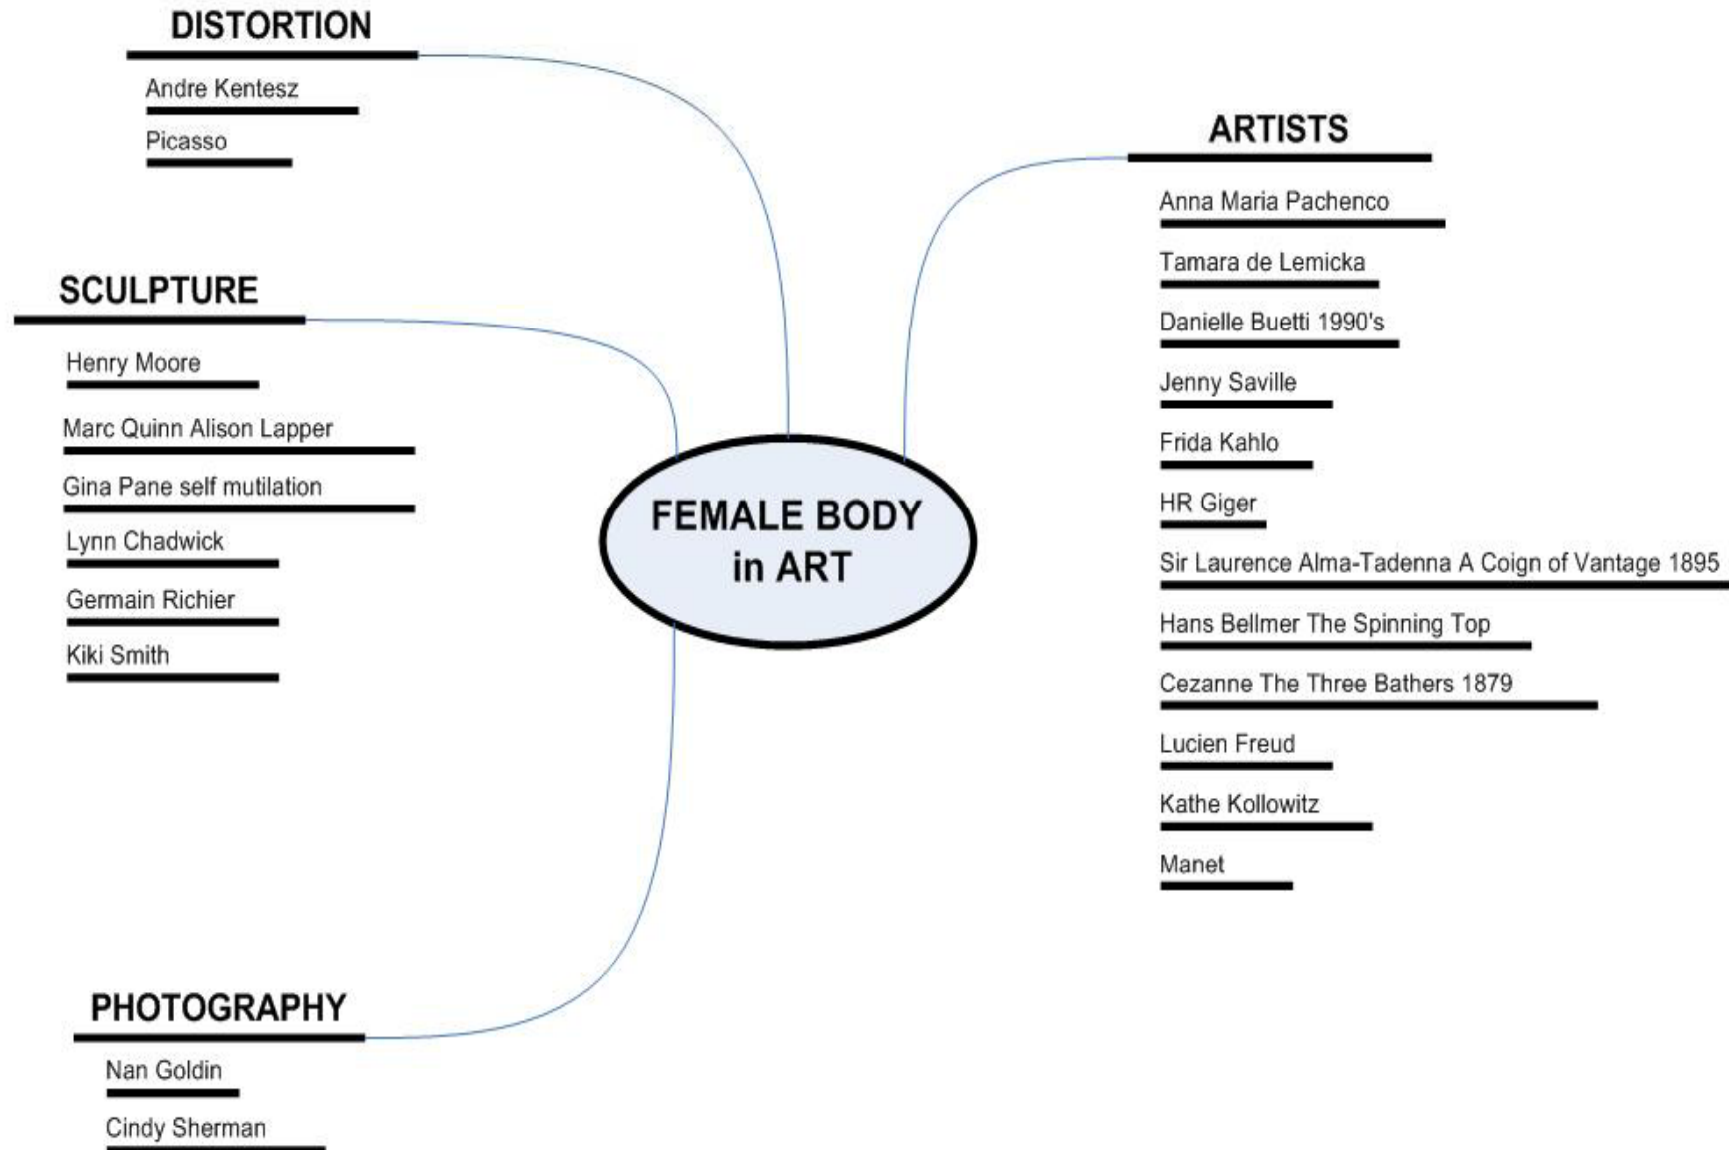 DISTORTION
Andre Kentesz
Picasso
SCULPTURE
Henry Moore
Marc Quinn Alison Lapper
Gina Pane self mutilation
Lynn Chadwick
Germain Richier
Kiki Smith
PHOTOGRAPHY
Nan Goldin
Cindy Sherman
FEMALE BODY
in ART
ARTISTS
Anna Maria Pachenco
Tamara de Lemicka
Danielle Buetti 1990's
Jenny Saville
Frida Kahlo
HR Giger
Sir Laurence Alma-Tadenna A Coign of Vantage 1895
Hans Bellmer The Spinning Top
Cezanne The Three Bathers 1879
Lucien Freud
Kathe Kollowitz
Manet